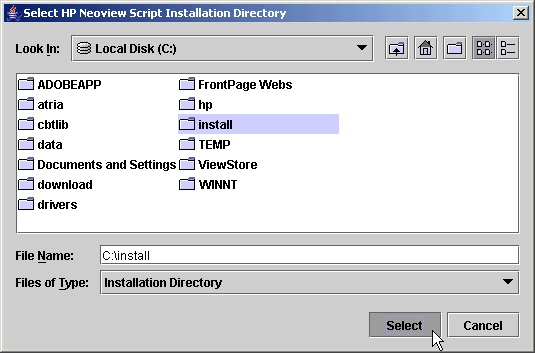 Select HP Neoview Script Installation Directory
Look In: Local Disk (C:)
ADOBEAPP
atria
cbtlib
data
Documents and Settings
download
drivers
FrontPage Webs
hp
install
TEMP
ViewStore
WINNT
File Name: C:\install
Files of Type: Installation Directory
Select Cancel